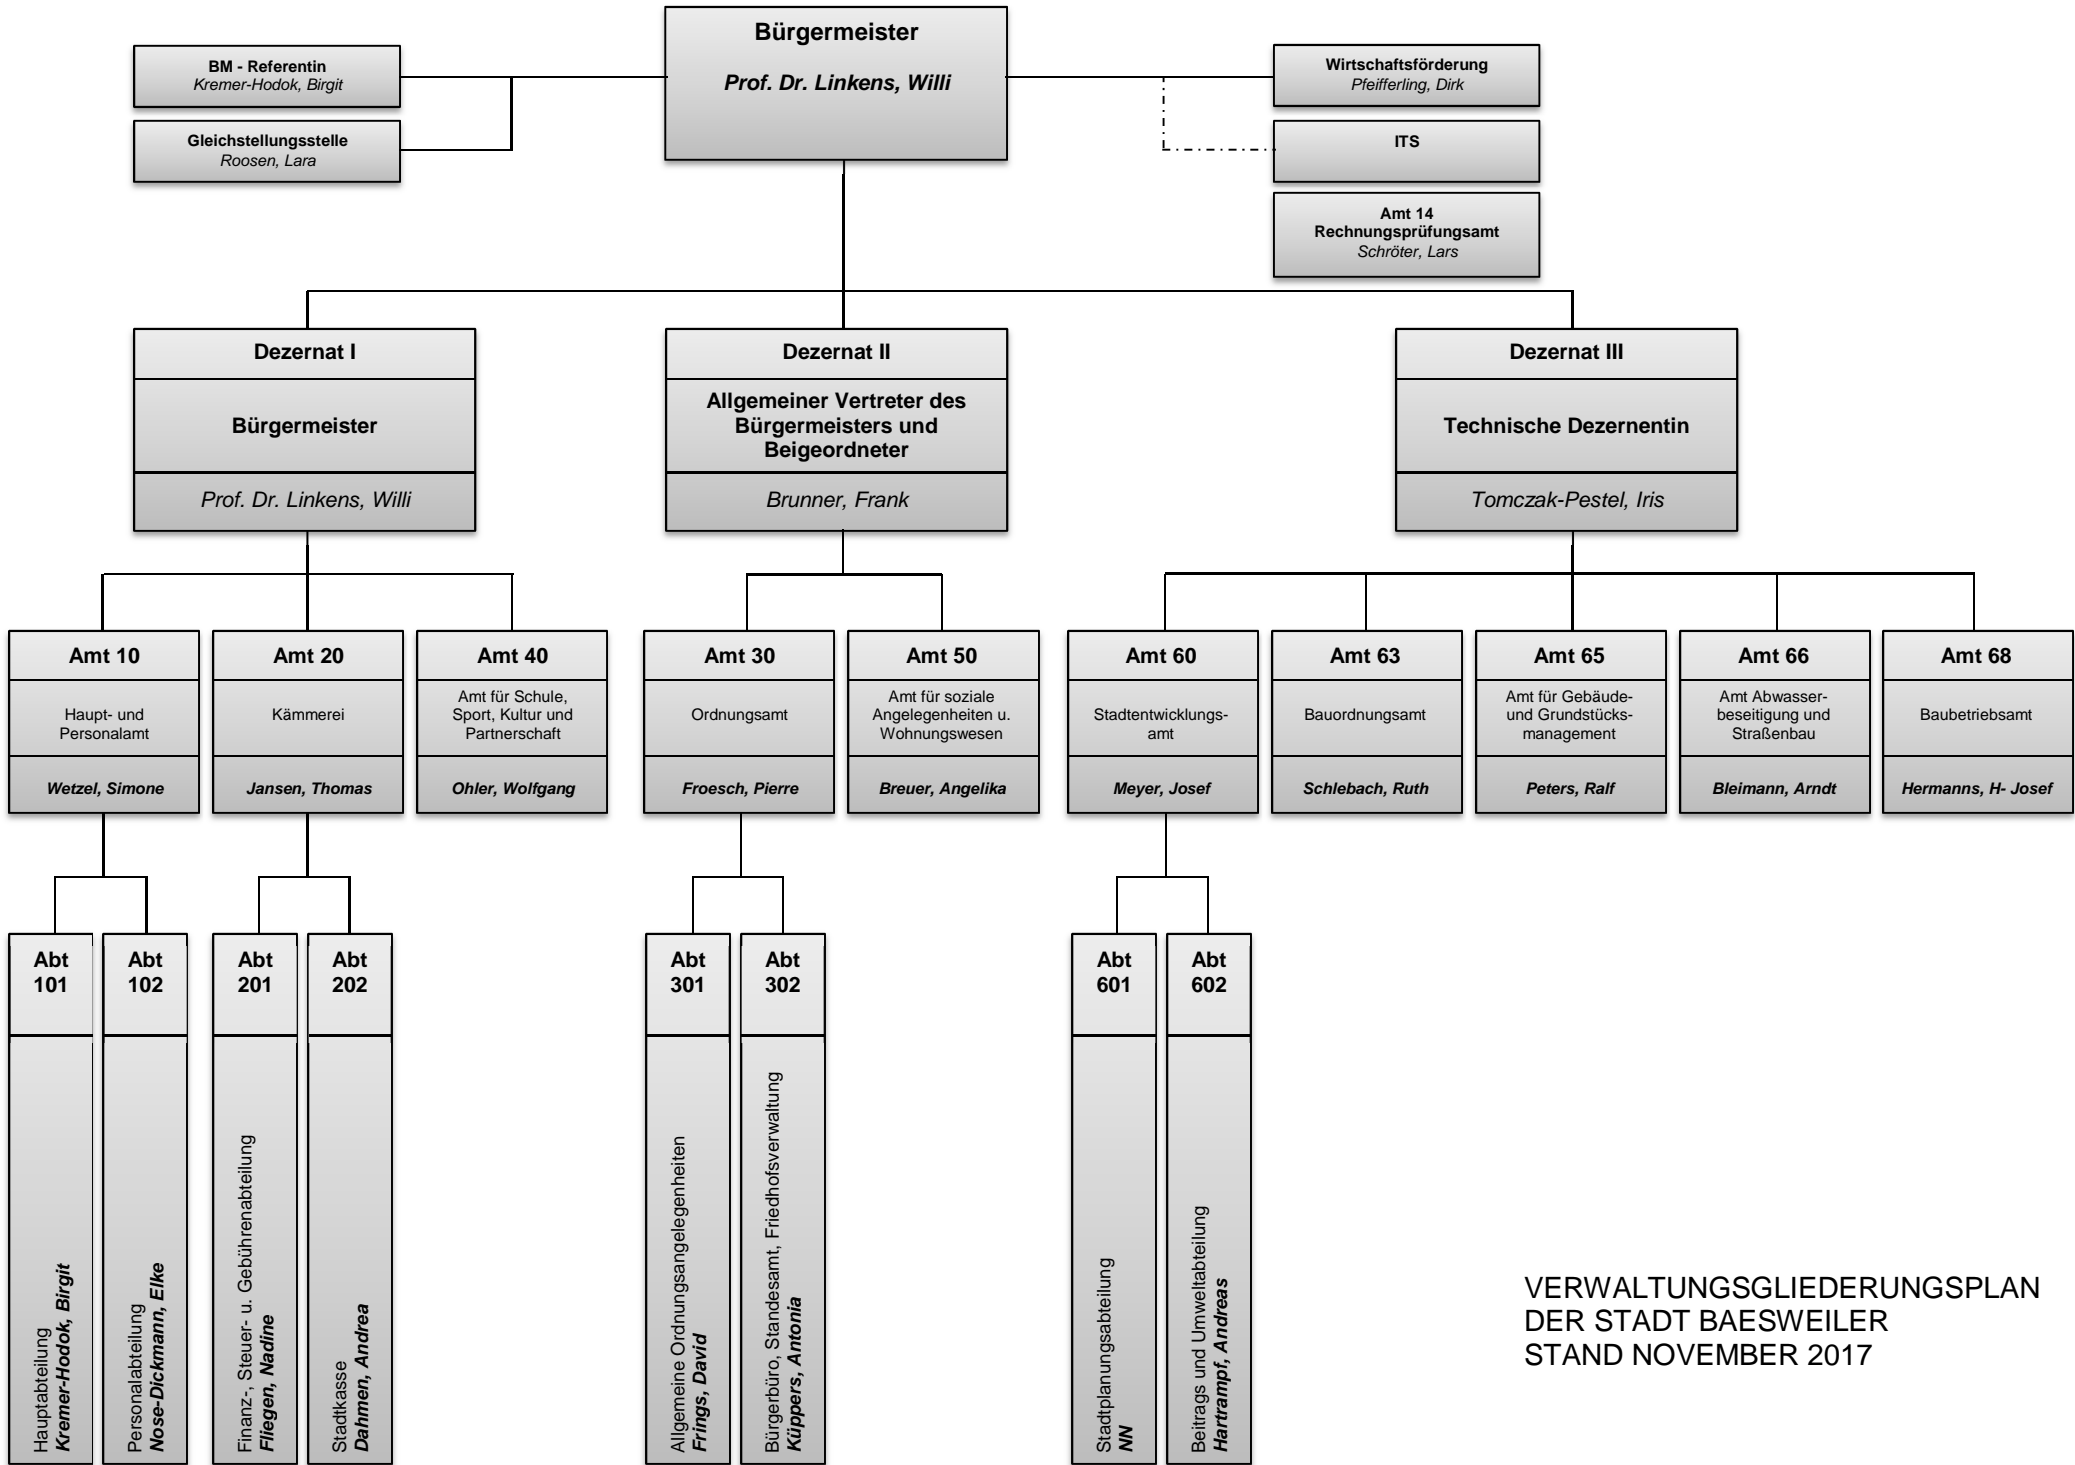 Bürgermeister
Prof. Dr. Linkens, Willi
BM - Referentin
Kremer-Hodok, Birgit
Gleichstellungsstelle
Roosen, Lara
Wirtschaftsförderung
Pfeifferling, Dirk
ITS
Amt 14
Rechnungsprüfungsamt
Schröter, Lars
Dezernat I
Bürgermeister
Prof. Dr. Linkens, Willi
Dezernat II
Allgemeiner Vertreter des
Bürgermeisters und
Beigeordneter
Brunner, Frank
Dezernat III
Technische Dezernentin
Tomczak-Pestel, Iris
Amt 10
Haupt- und
Personalamt
Wetzel, Simone
Amt 20
Kämmerei
Jansen, Thomas
Amt 40
Amt für Schule,
Sport, Kultur und
Partnerschaft
Ohler, Wolfgang
Amt 30
Ordnungsamt
Froesch, Pierre
Amt 50
Amt für soziale
Angelegenheiten u.
Wohnungswesen
Breuer, Angelika
Amt 60
Stadtentwicklungs-
amt
Meyer, Josef
Amt 63
Bauordnungsamt
Schlebach, Ruth
Amt 65
Amt für Gebäude-
und Grundstücks-
management
Peters, Ralf
Amt 66
Amt Abwasser-
beseitigung und
Straßenbau
Bleimann, Arndt
Amt 68
Baubetriebsamt
Hermanns, H- Josef
Abt
101
Hauptabteilung
Kremer-Hodok, Birgit
Abt
102
Personalabteilung
Nose-Dickmann, Elke
Abt
201
Finanz-, Steuer- u. Gebührenabteilung
Fliegen, Nadine
Abt
202
Stadtkasse
Dahmen, Andrea
Abt
301
Allgemeine Ordnungsangelegenheiten
Frings, David
Abt
302
Bürgerbüro, Standesamt, Friedhofsverwaltung
Küppers, Antonia
Abt
601
Stadtplanungsabteilung
NN
Abt
602
Beitrags und Umweltabteilung
Hartrampf, Andreas
VERWALTUNGSGLIEDERUNGSPLAN
DER STADT BAESWEILER
STAND NOVEMBER 2017